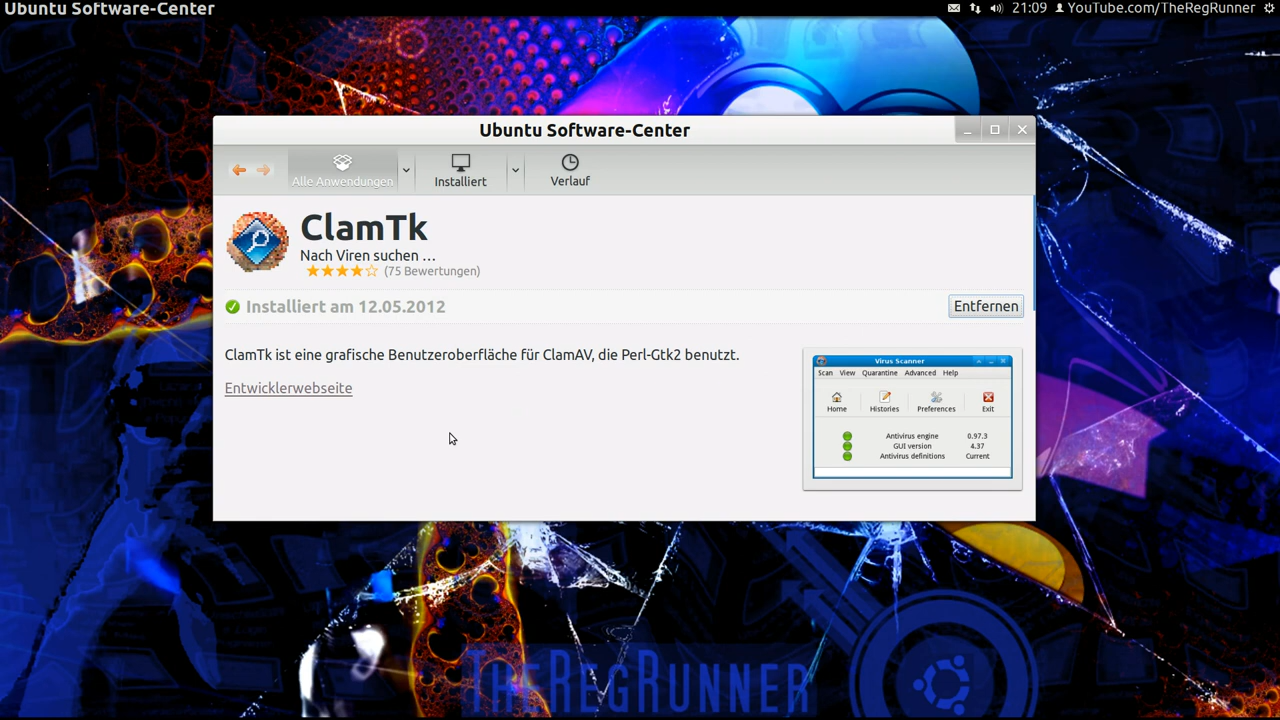 Ubuntu Software-Center
21:09 YouTube.com/TheRegRunner
Ubuntu Software-Center
Alle Anwendungen
Installiert
Verlauf
ClamTk
Nach Viren suchen …
(75 Bewertungen)
Installiert am 12.05.2012
Entfernen
ClamTk ist eine grafische Benutzeroberfläche für ClamAV, die Perl-Gtk2 benutzt.
Entwicklerwebseite
Virus Scanner
Scan View Quarantine Advanced Help
Home Histories Preferences Exit
Antivirus engine 0.97.3
GUI version 4.37
Antivirus definitions Current
TheRegRunner